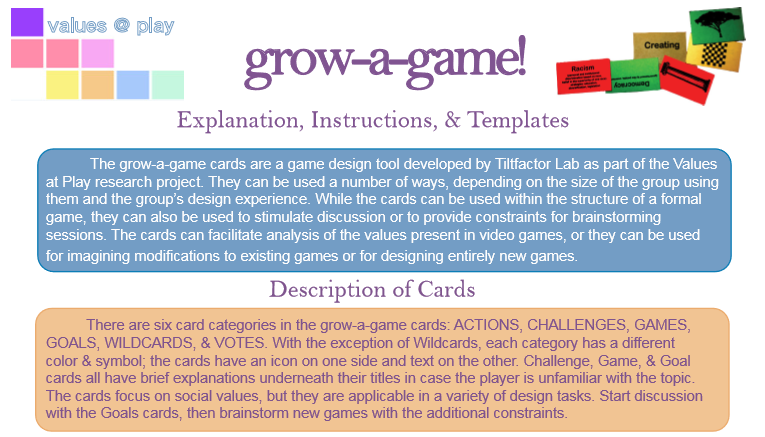 values @ play
grow-a-game!
Creating
Racism
Democracy
Explanation, Instructions, & Templates
The grow-a-game cards are a game design tool developed by Tiltfactor Lab as part of the Values
at Play research project. They can be used a number of ways, depending on the size of the group using
them and the group's design experience. While the cards can be used within the structure of a formal
game, they can also be used to stimulate discussion or to provide constraints for brainstorming
sessions. The cards can facilitate analysis of the values present in video games, or they can be used
for imagining modifications to existing games or for designing entirely new games.
Description of Cards
There are six card categories in the grow-a-game cards: ACTIONS, CHALLENGES, GAMES,
GOALS, WILDCARDS, & VOTES. With the exception of Wildcards, each category has a different
color & symbol; the cards have an icon on one side and text on the other. Challenge, Game, & Goal
cards all have brief explanations underneath their titles in case the player is unfamiliar with the topic.
The cards focus on social values, but they are applicable in a variety of design tasks. Start discussion
with the Goals cards, then brainstorm new games with the additional constraints.